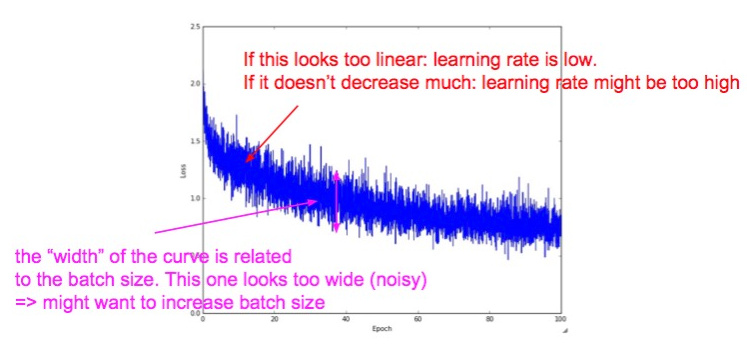 2.5
If this looks too linear: learning rate is low.
If it doesn't decrease much: learning rate might be too high
2.0
1.5
Loss
1.0
the “width” of the curve is related
to the batch size. This one looks too wide (noisy)
=> might want to increase batch size
0.0
0 20 40 60 80 100
Epoch